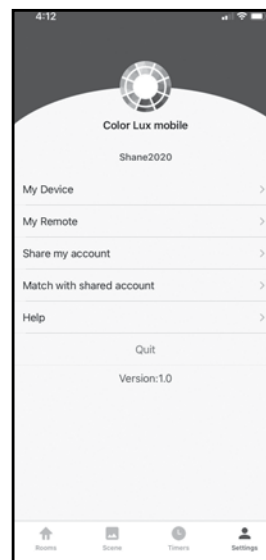 4:12
Color Lux mobile
Shane2020
My Device
My Remote
Share my account
Match with shared account
Help
Quit
Version:1.0
Rooms
Scene
Timers
Settings